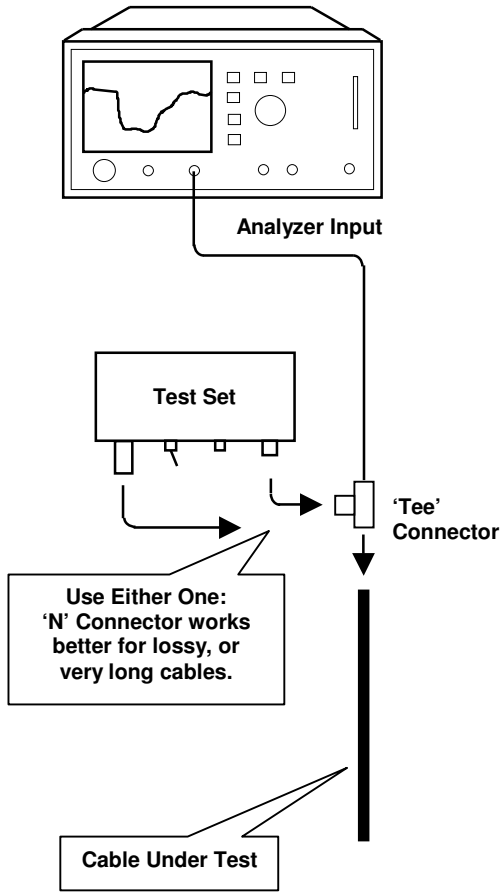 Analyzer Input
Test Set
‘Tee’
Connector
Use Either One:
‘N’ Connector works
better for lossy, or
very long cables.
Cable Under Test